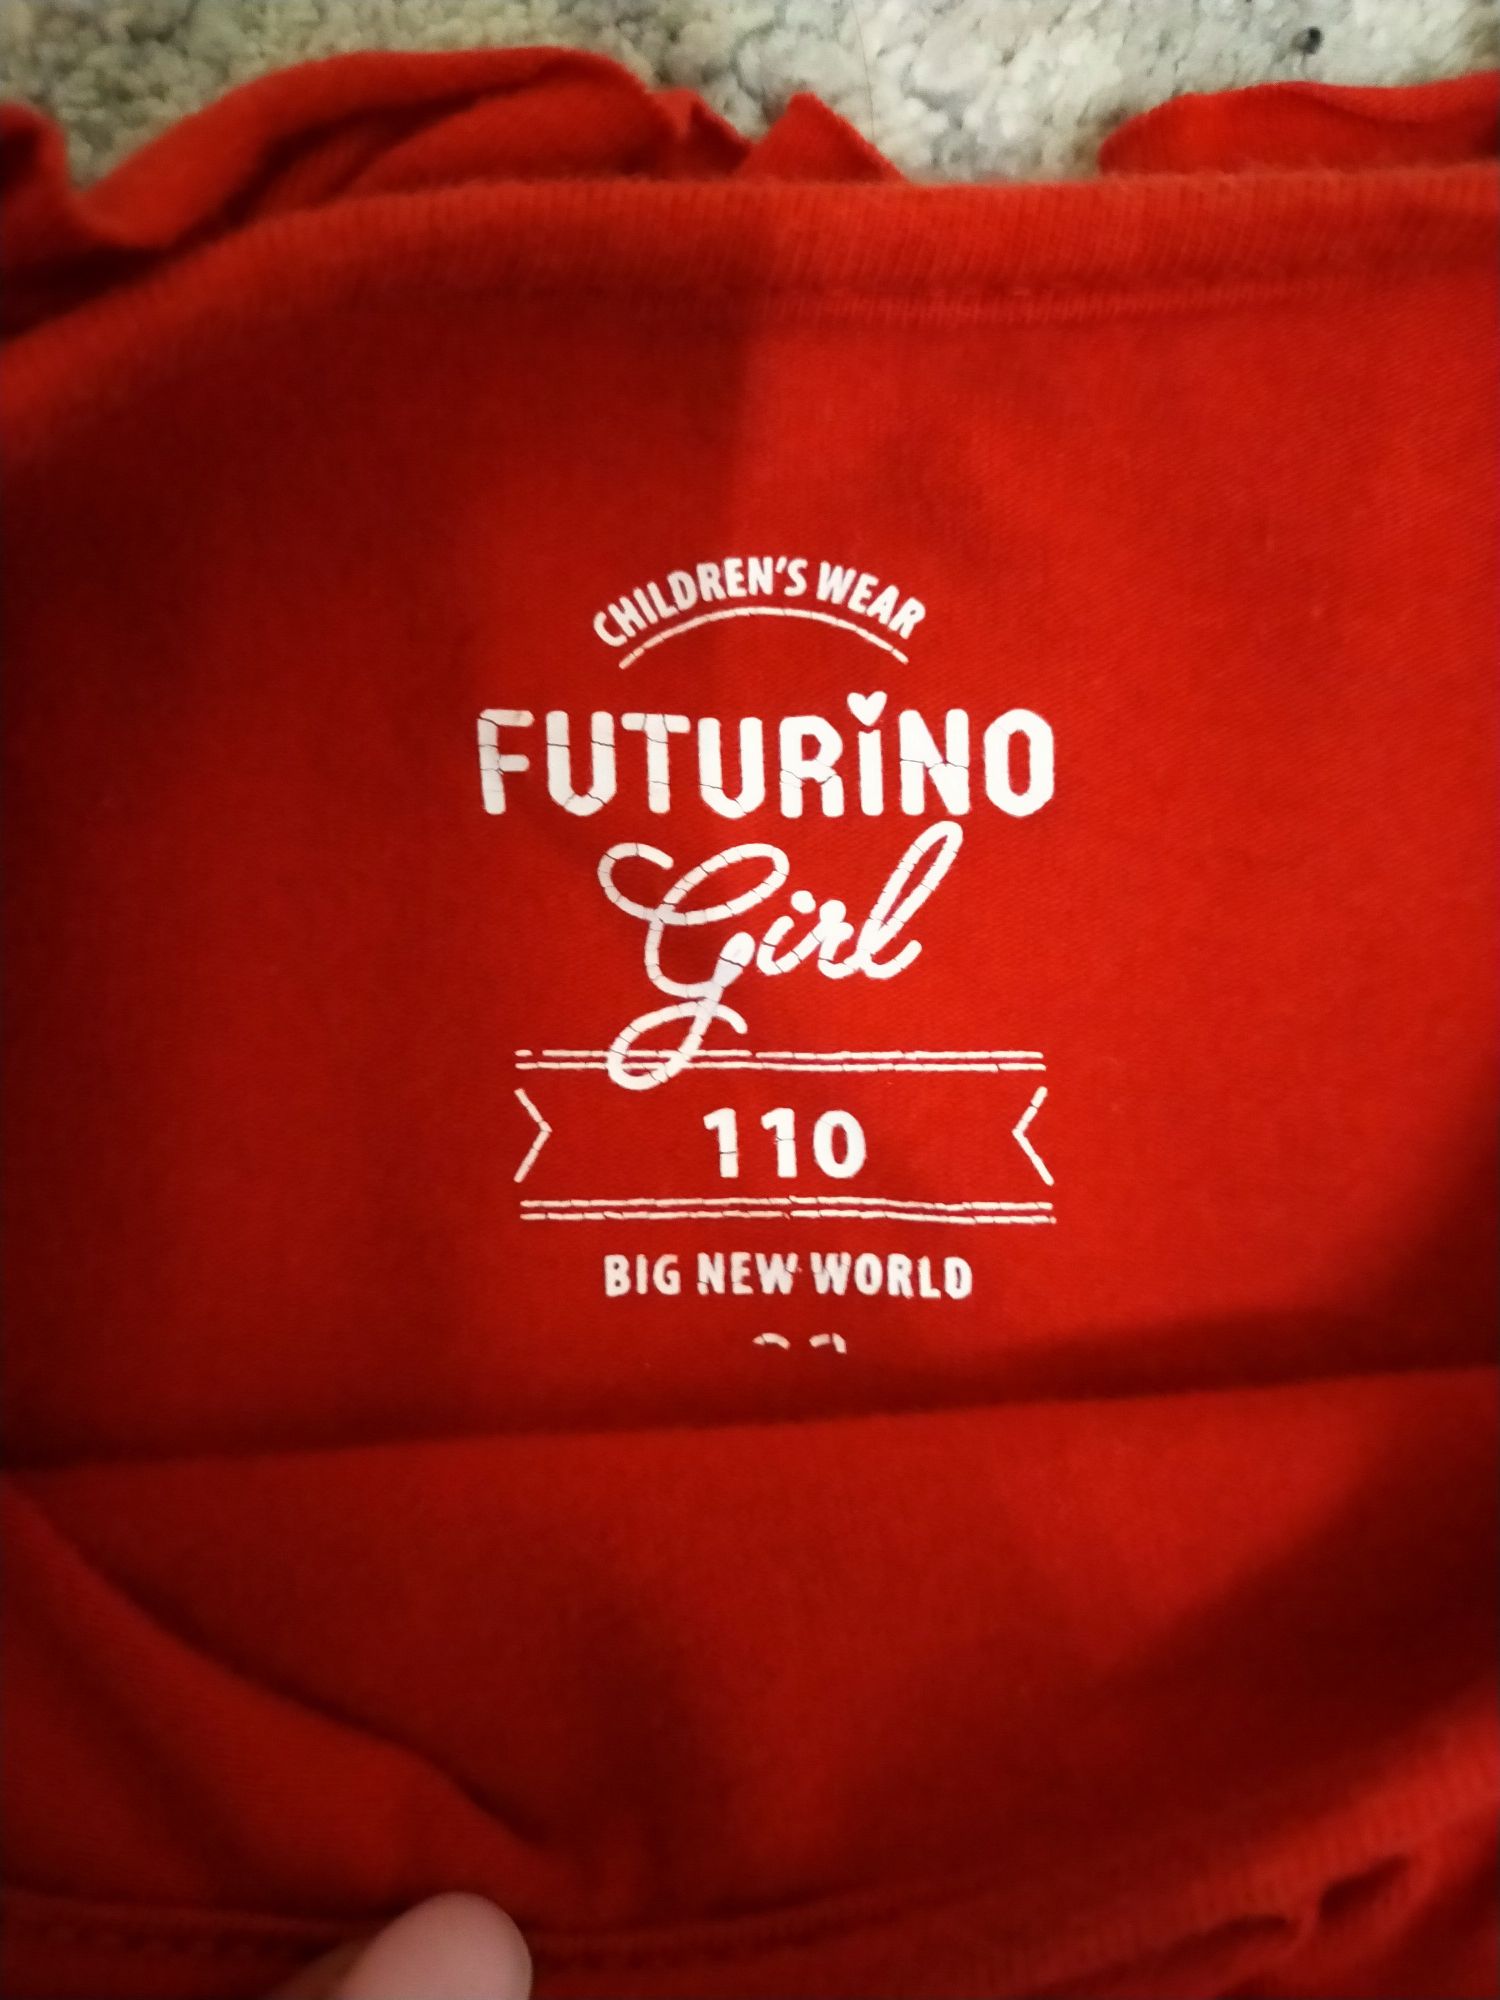 CHILDREN'S WEAR
FUTURiNO
Girl
110
BIG NEW WORLD